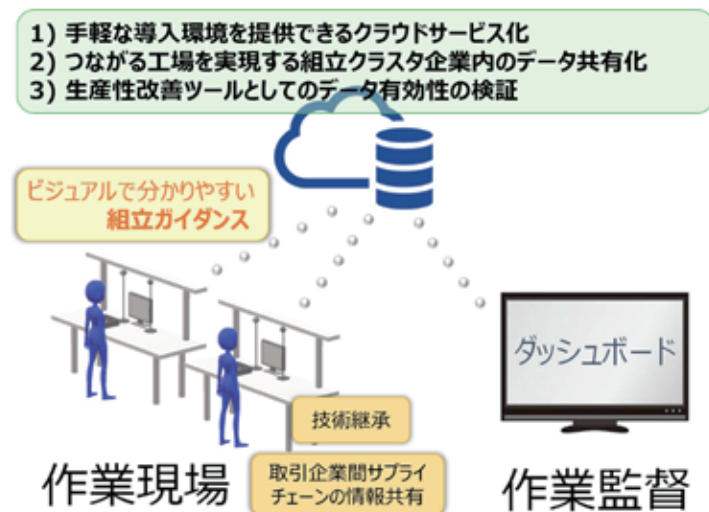 1) 手軽な導入環境を提供できるクラウドサービス化
2) つながる工場を実現する組立クラスタ企業内のデータ共有化
3) 生産性改善ツールとしてのデータ有効性の検証
ビジュアルで分かりやすい
組立ガイダンス
ダッシュボード
技術継承
取引企業間サプライ
チェーンの情報共有
作業現場
作業監督